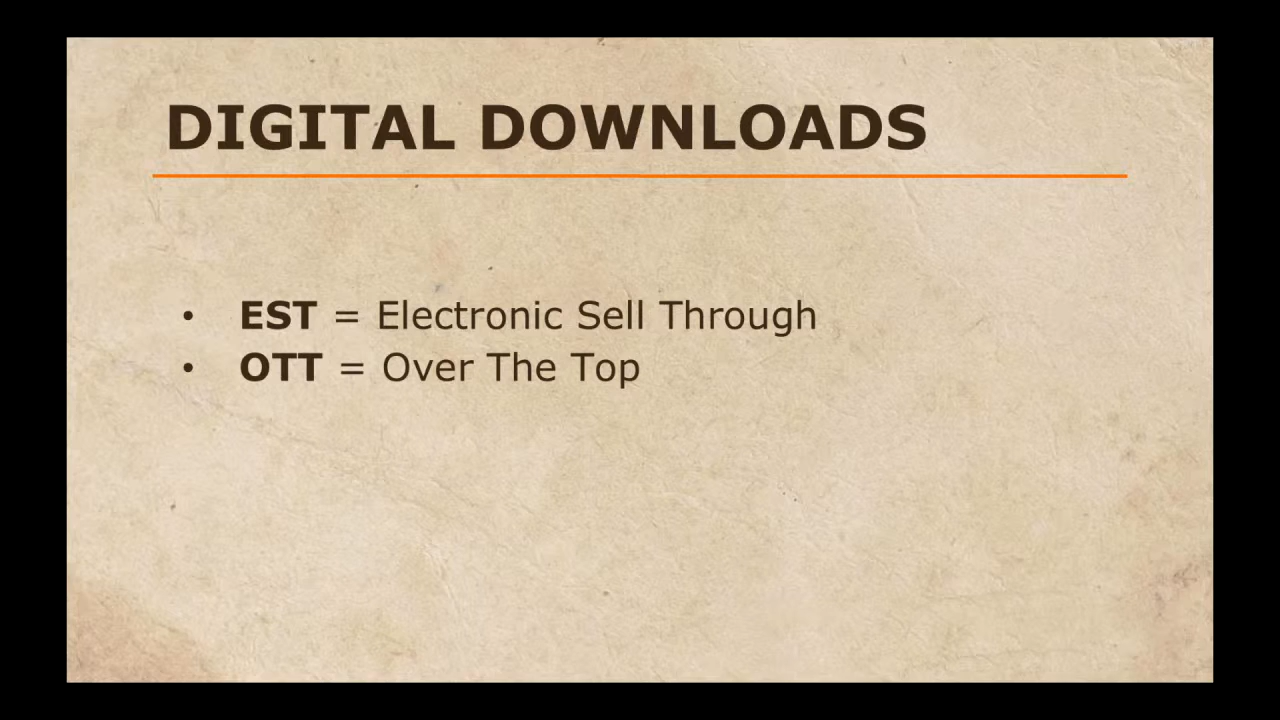 DIGITAL DOWNLOADS
• EST = Electronic Sell Through
• OTT = Over The Top